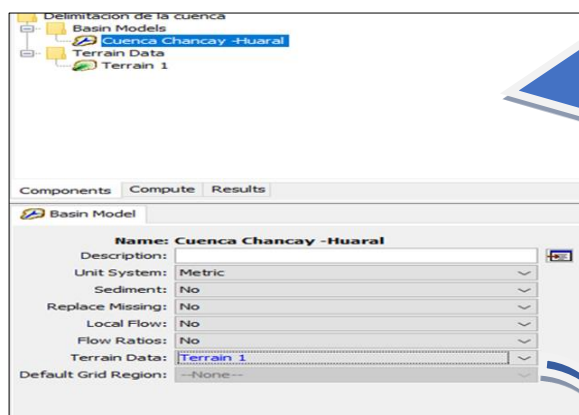 Delimitacion de la cuenca
Basin Models
Cuenca Chancay -Huaral
Terrain Data
Terrain 1
Components Compute Results
Basin Model
Name: Cuenca Chancay -Huaral
Description:
Unit System: Metric
Sediment: No
Replace Missing: No
Local Flow: No
Flow Ratios: No
Terrain Data: Terrain 1
Default Grid Region: --None--